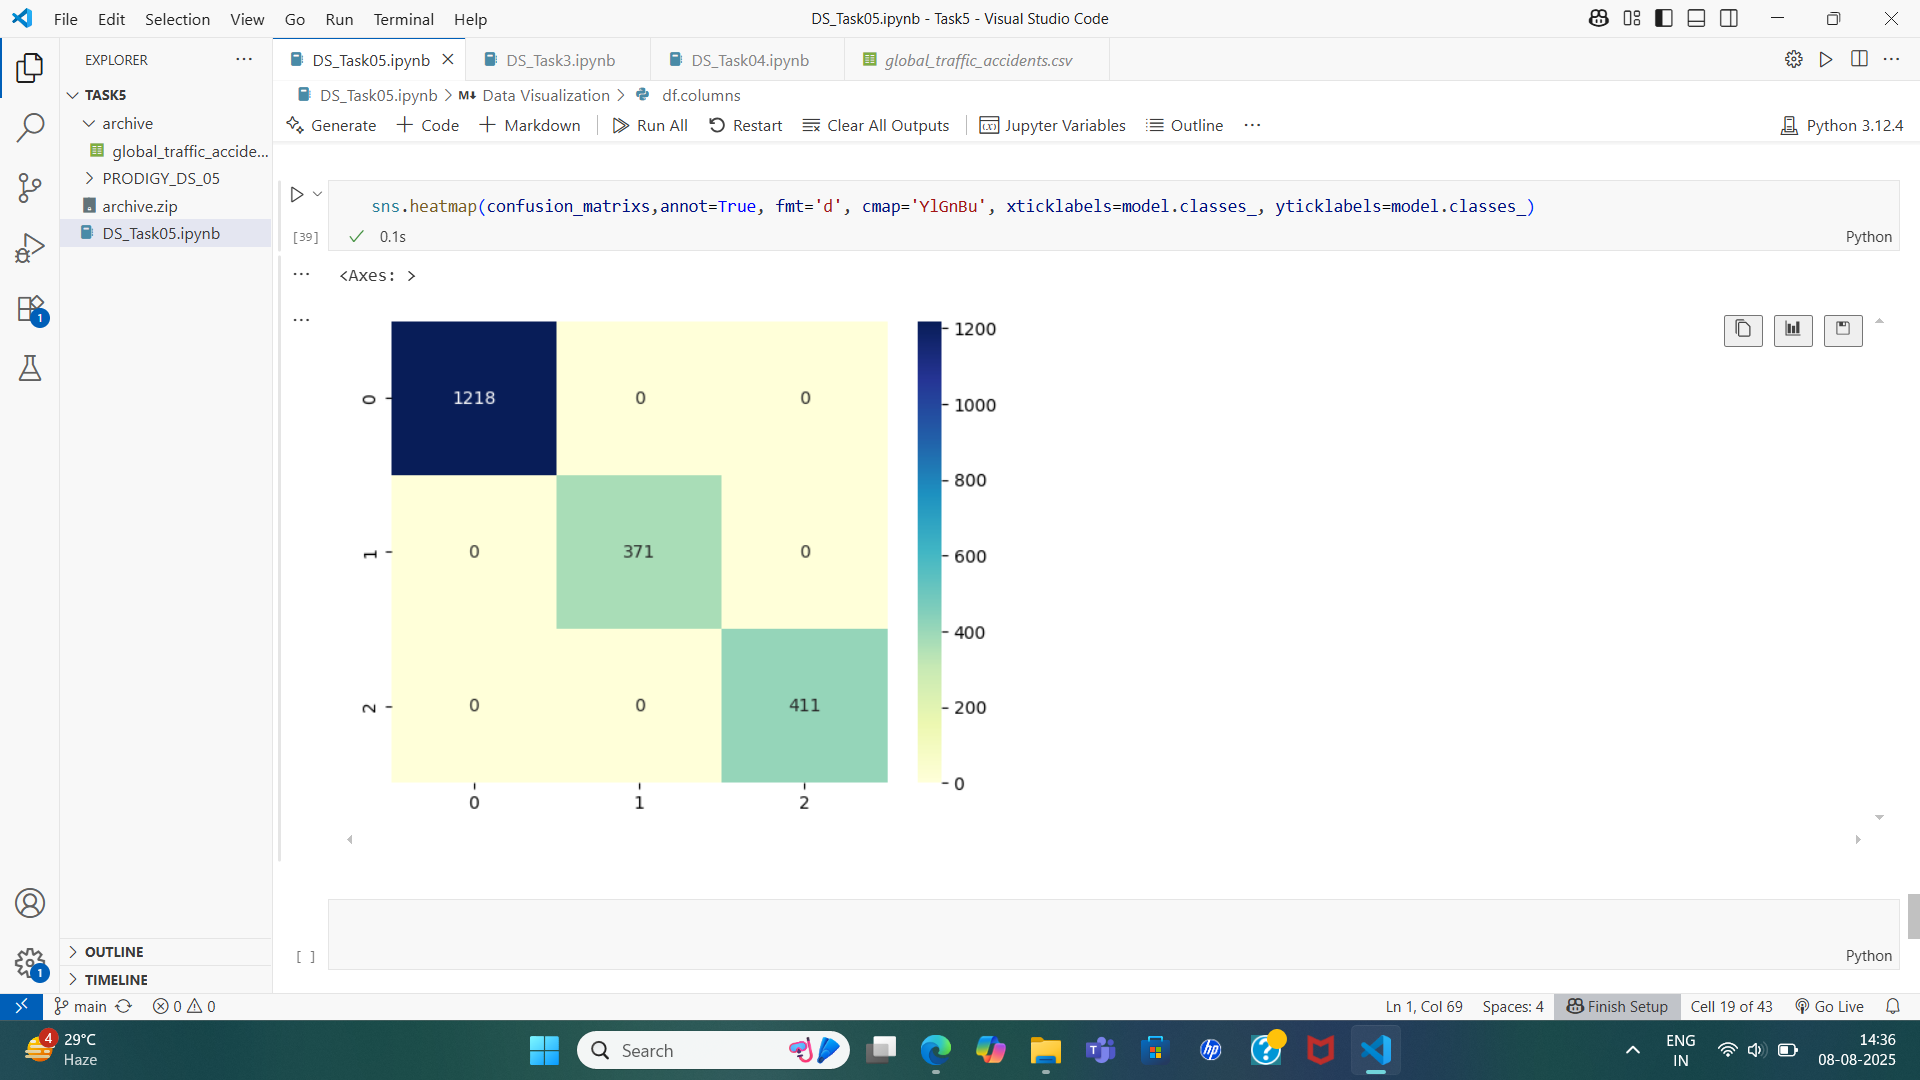 File Edit Selection View Go Run Terminal Help
DS_Task05.ipynb - Task5 - Visual Studio Code
EXPLORER
TASK5
archive
global_traffic_accide...
PRODIGY_DS_05
archive.zip
DS_Task05.ipynb
OUTLINE
TIMELINE
DS_Task05.ipynb
DS_Task3.ipynb
DS_Task04.ipynb
global_traffic_accidents.csv
DS_Task05.ipynb > M↓ Data Visualization > df.columns
Generate + Code + Markdown Run All Restart Clear All Outputs Jupyter Variables Outline ...
Python 3.12.4
sns.heatmap(confusion_matrixs,annot=True, fmt='d', cmap='YlGnBu', xticklabels=model.classes_, yticklabels=model.classes_)
[39] 0.1s Python
<Axes: >
1218 0 0
0 371 0
0 0 411
0
1
2
0 1 2
1200
1000
800
600
400
200
0
[ ] Python
1
1
main 0 0
Ln 1, Col 69 Spaces: 4 Finish Setup Cell 19 of 43 Go Live
4
29°C
Haze
Search
hp
ENG
IN
14:36
08-08-2025